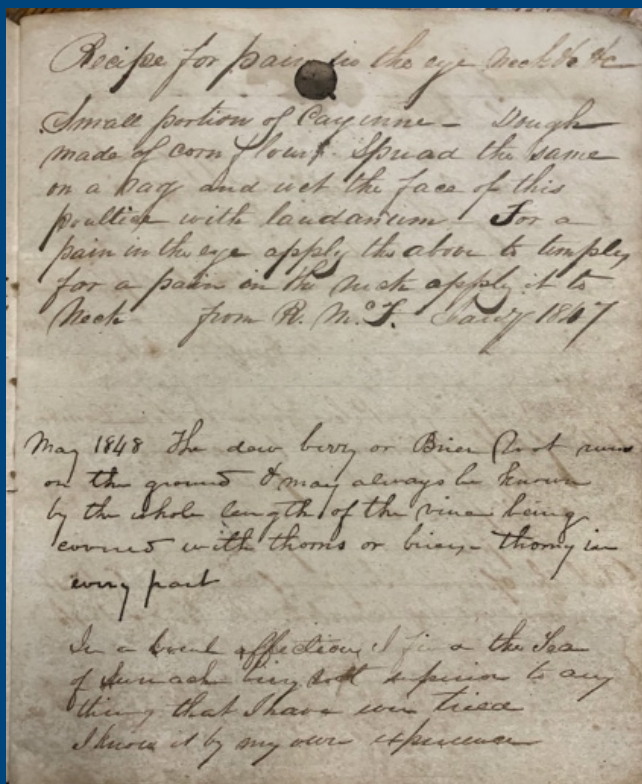 Recipe for pain in the eye neck &c &c
Small portion of Cayenne - Dough
made of corn flour. Spread the same
on a rag and wet the face of this
poultice with laudanum - For a
pain in the eye apply the above to temples
for a pain in the neck apply it to
Neck from R. McF. Jany 1847
May 1848 The dew berry or Brier Root runs
on the ground & may always be known
by the whole length of the vine being
covered with thorns or briers thorny in
every part
In a bowel affection I find the Tea
of Sumach berry superior to any
thing that I have ever tried
I know it by my own experience